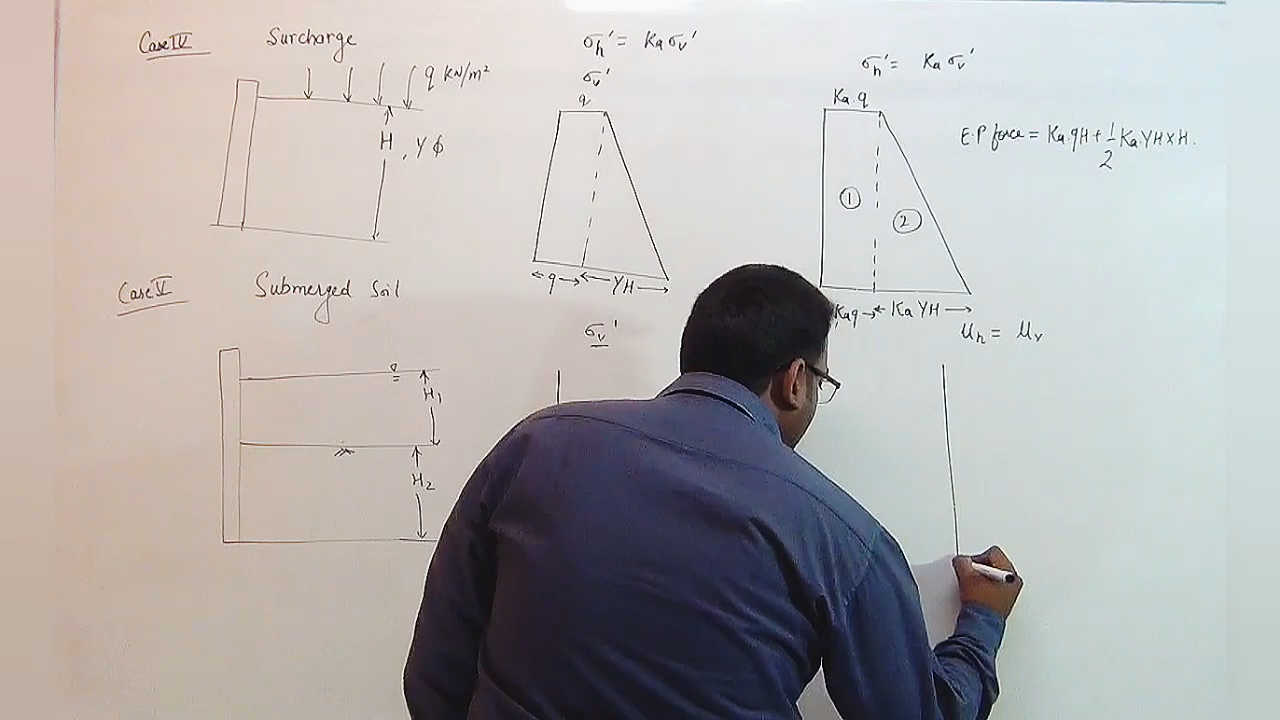 Case IV Surcharge
q kN/m²
H, γ φ
σh' = Ka σv'
σv'
q
q γH
σh' = Ka σv'
Ka.q
1
2
Kaq Ka γH
E.P force = Ka.qH + 1/2 Ka.γH×H.
Case V Submerged Soil
H1
H2
σv'
uh = uv